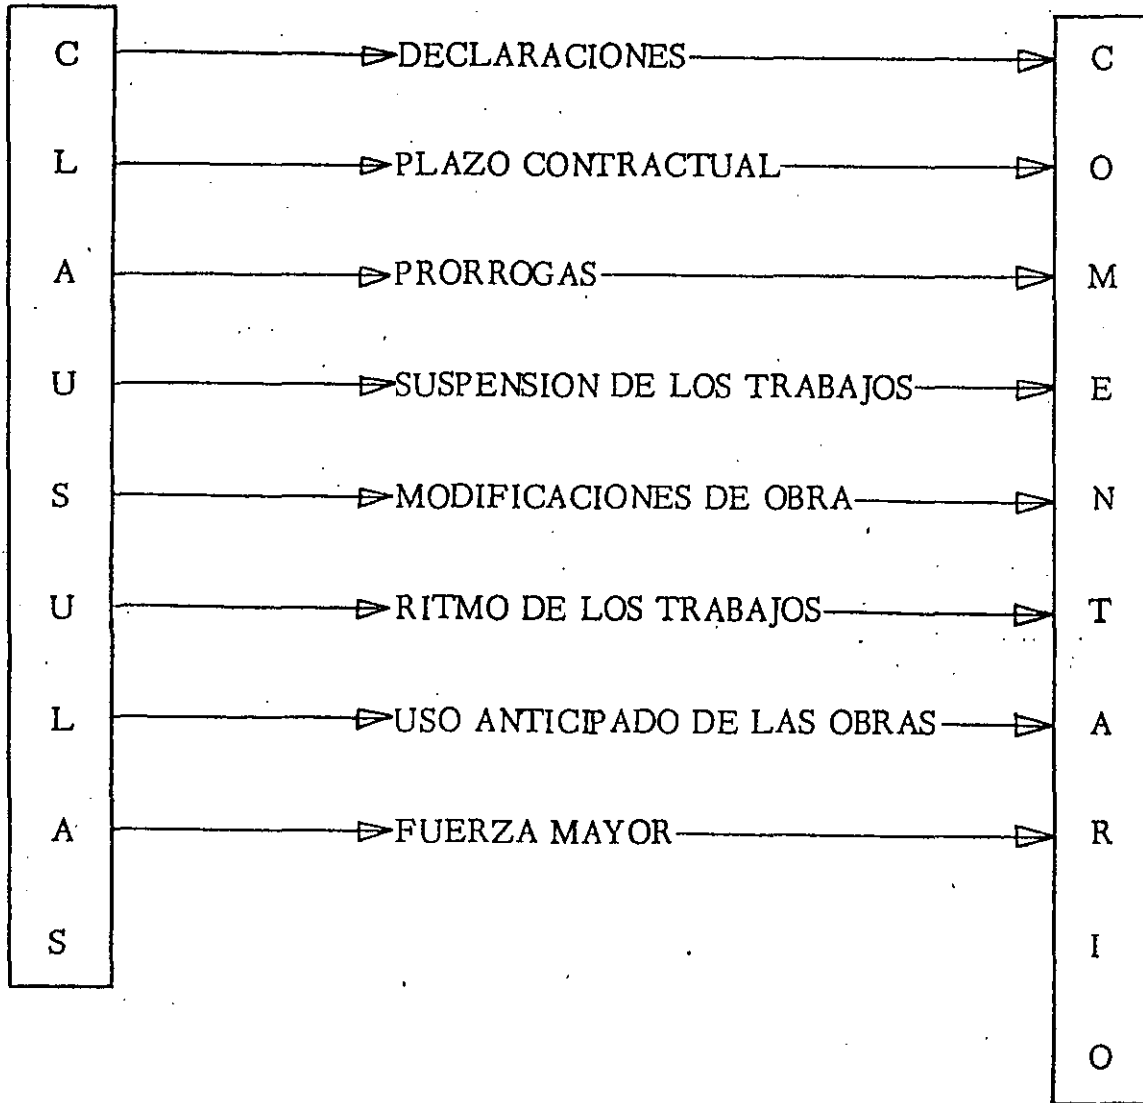 C DECLARACIONES C
L PLAZO CONTRACTUAL O
A PRORROGAS M
U SUSPENSION DE LOS TRABAJOS E
S MODIFICACIONES DE OBRA N
U RITMO DE LOS TRABAJOS T
L USO ANTICIPADO DE LAS OBRAS A
A FUERZA MAYOR R
S I
O